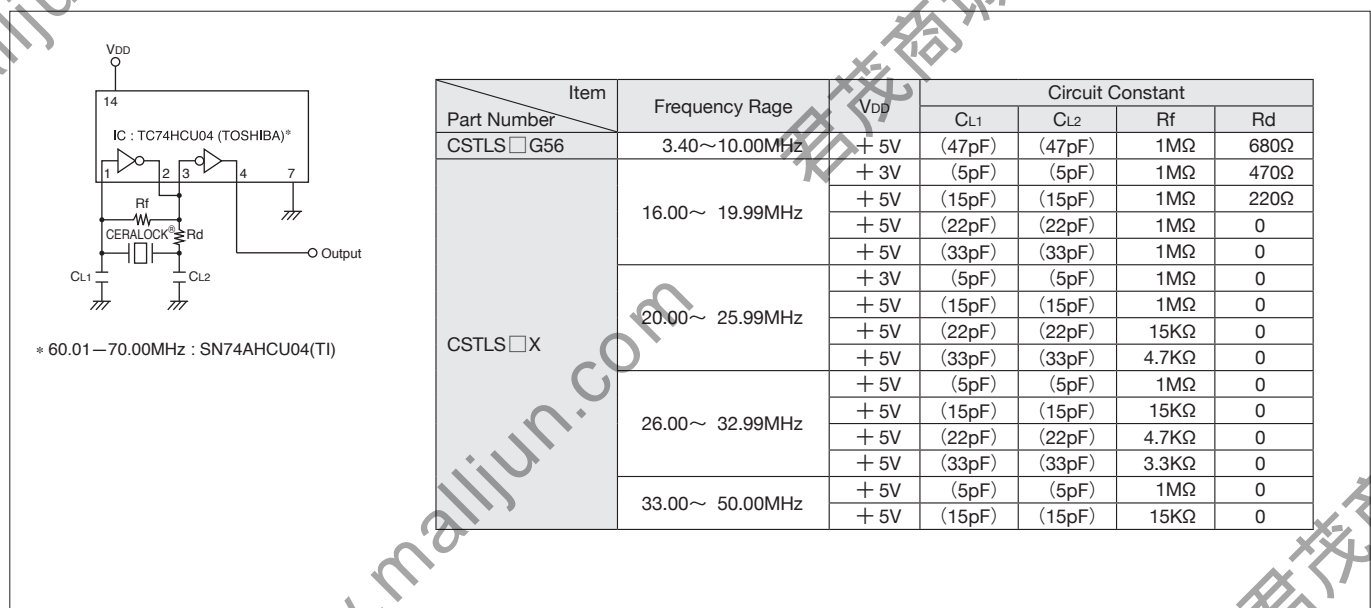 VDD
14
IC : TC74HCU04 (TOSHIBA)*
1 2 3 4 7
Rf
CERALOCK® Rd
Output
CL1 CL2
* 60.01－70.00MHz : SN74AHCU04(TI)
Item
Part Number Frequency Rage VDD Circuit Constant
CL1 CL2 Rf Rd
CSTLS□G56 3.40～10.00MHz ＋5V (47pF) (47pF) 1MΩ 680Ω
CSTLS□X 16.00～ 19.99MHz ＋3V (5pF) (5pF) 1MΩ 470Ω
＋5V (15pF) (15pF) 1MΩ 220Ω
＋5V (22pF) (22pF) 1MΩ 0
＋5V (33pF) (33pF) 1MΩ 0
20.00～ 25.99MHz ＋3V (5pF) (5pF) 1MΩ 0
＋5V (15pF) (15pF) 1MΩ 0
＋5V (22pF) (22pF) 15KΩ 0
＋5V (33pF) (33pF) 4.7KΩ 0
26.00～ 32.99MHz ＋5V (5pF) (5pF) 1MΩ 0
＋5V (15pF) (15pF) 15KΩ 0
＋5V (22pF) (22pF) 4.7KΩ 0
＋5V (33pF) (33pF) 3.3KΩ 0
33.00～ 50.00MHz ＋5V (5pF) (5pF) 1MΩ 0
＋5V (15pF) (15pF) 15KΩ 0
君茂商城
.mallijun.com